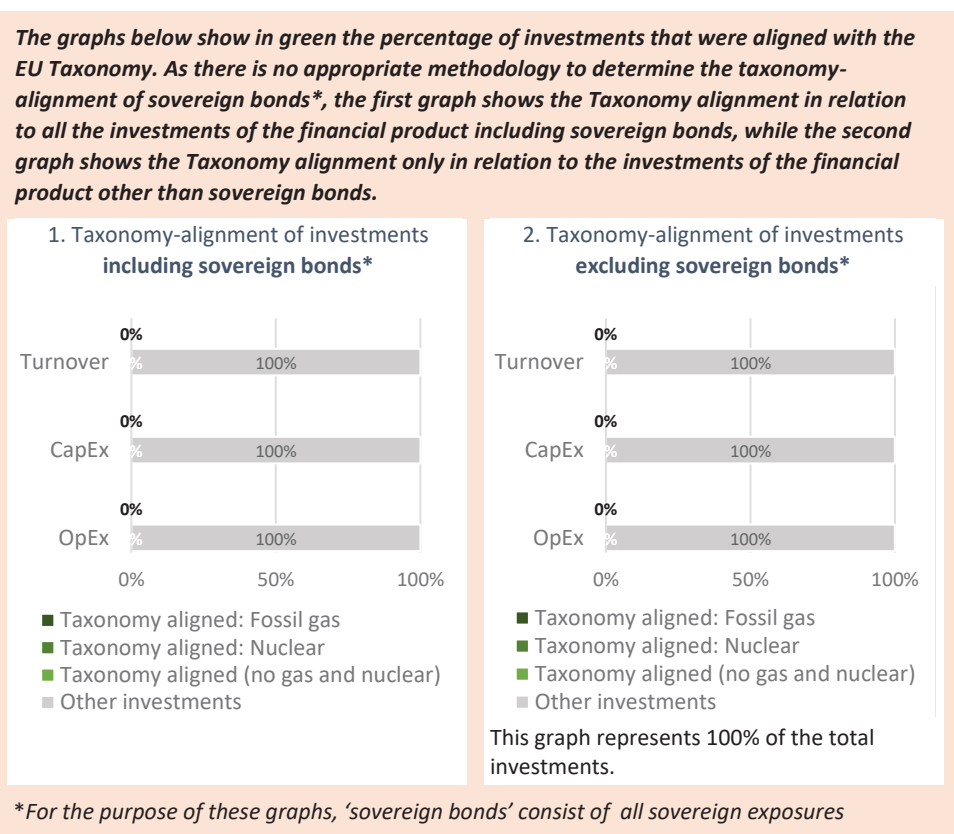 The graphs below show in green the percentage of investments that were aligned with the
EU Taxonomy. As there is no appropriate methodology to determine the taxonomy-
alignment of sovereign bonds*, the first graph shows the Taxonomy alignment in relation
to all the investments of the financial product including sovereign bonds, while the second
graph shows the Taxonomy alignment only in relation to the investments of the financial
product other than sovereign bonds.
1. Taxonomy-alignment of investments
including sovereign bonds*
0%
Turnover % 100%
0%
CapEx % 100%
0%
OpEx % 100%
0% 50% 100%
Taxonomy aligned: Fossil gas
Taxonomy aligned: Nuclear
Taxonomy aligned (no gas and nuclear)
Other investments
2. Taxonomy-alignment of investments
excluding sovereign bonds*
0%
Turnover % 100%
0%
CapEx % 100%
0%
OpEx % 100%
0% 50% 100%
Taxonomy aligned: Fossil gas
Taxonomy aligned: Nuclear
Taxonomy aligned (no gas and nuclear)
Other investments
This graph represents 100% of the total
investments.
*For the purpose of these graphs, ‘sovereign bonds’ consist of all sovereign exposures